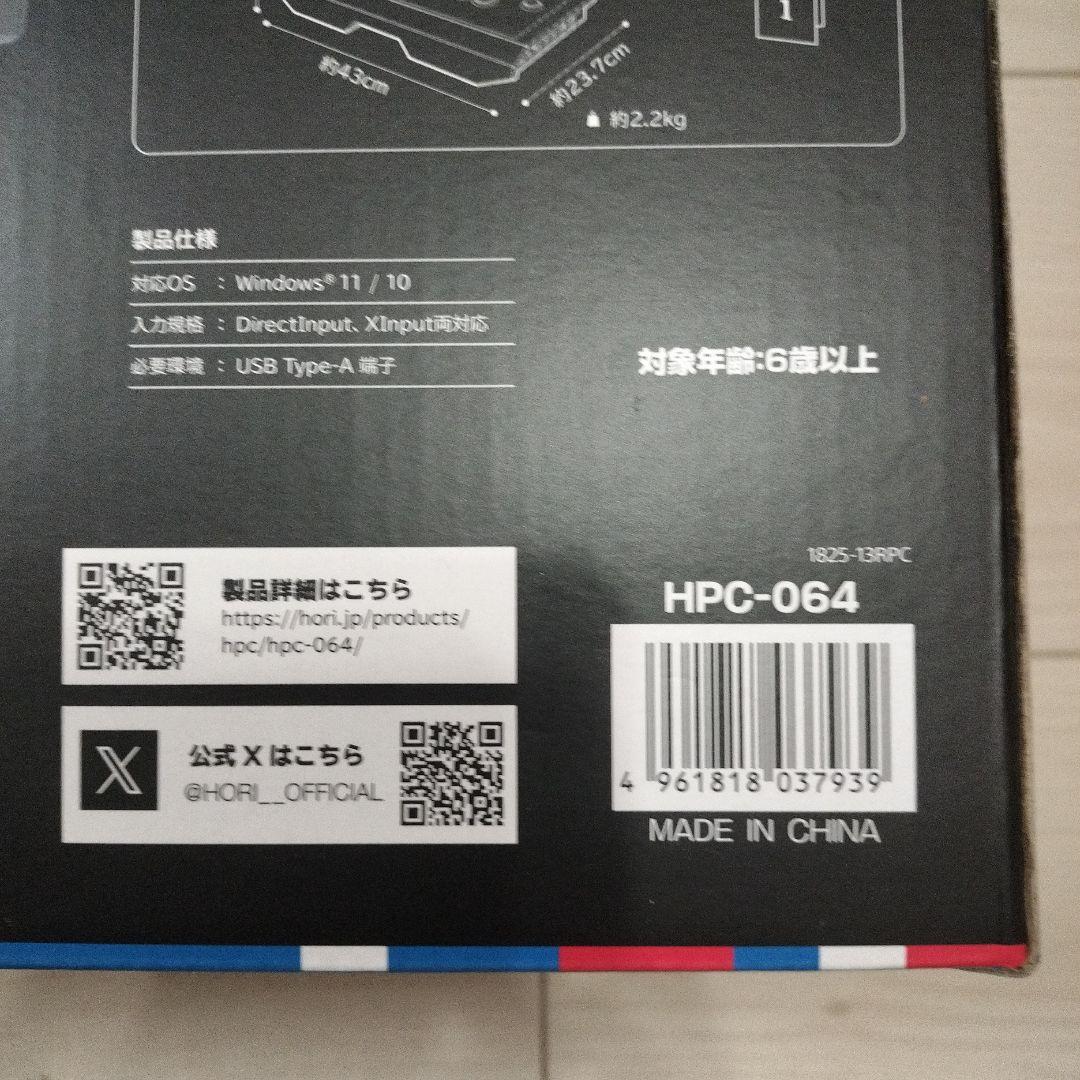 約43cm
約23.7cm
約2.2kg
1
製品仕様
対応OS : Windows® 11 / 10
入力規格 : DirectInput、XInput両対応
必要環境 : USB Type-A 端子
対象年齢:6歳以上
製品詳細はこちら
https://hori.jp/products/
hpc/hpc-064/
公式 X はこちら
@HORI__OFFICIAL
1825-13RPC
HPC-064
4 961818 037939
MADE IN CHINA